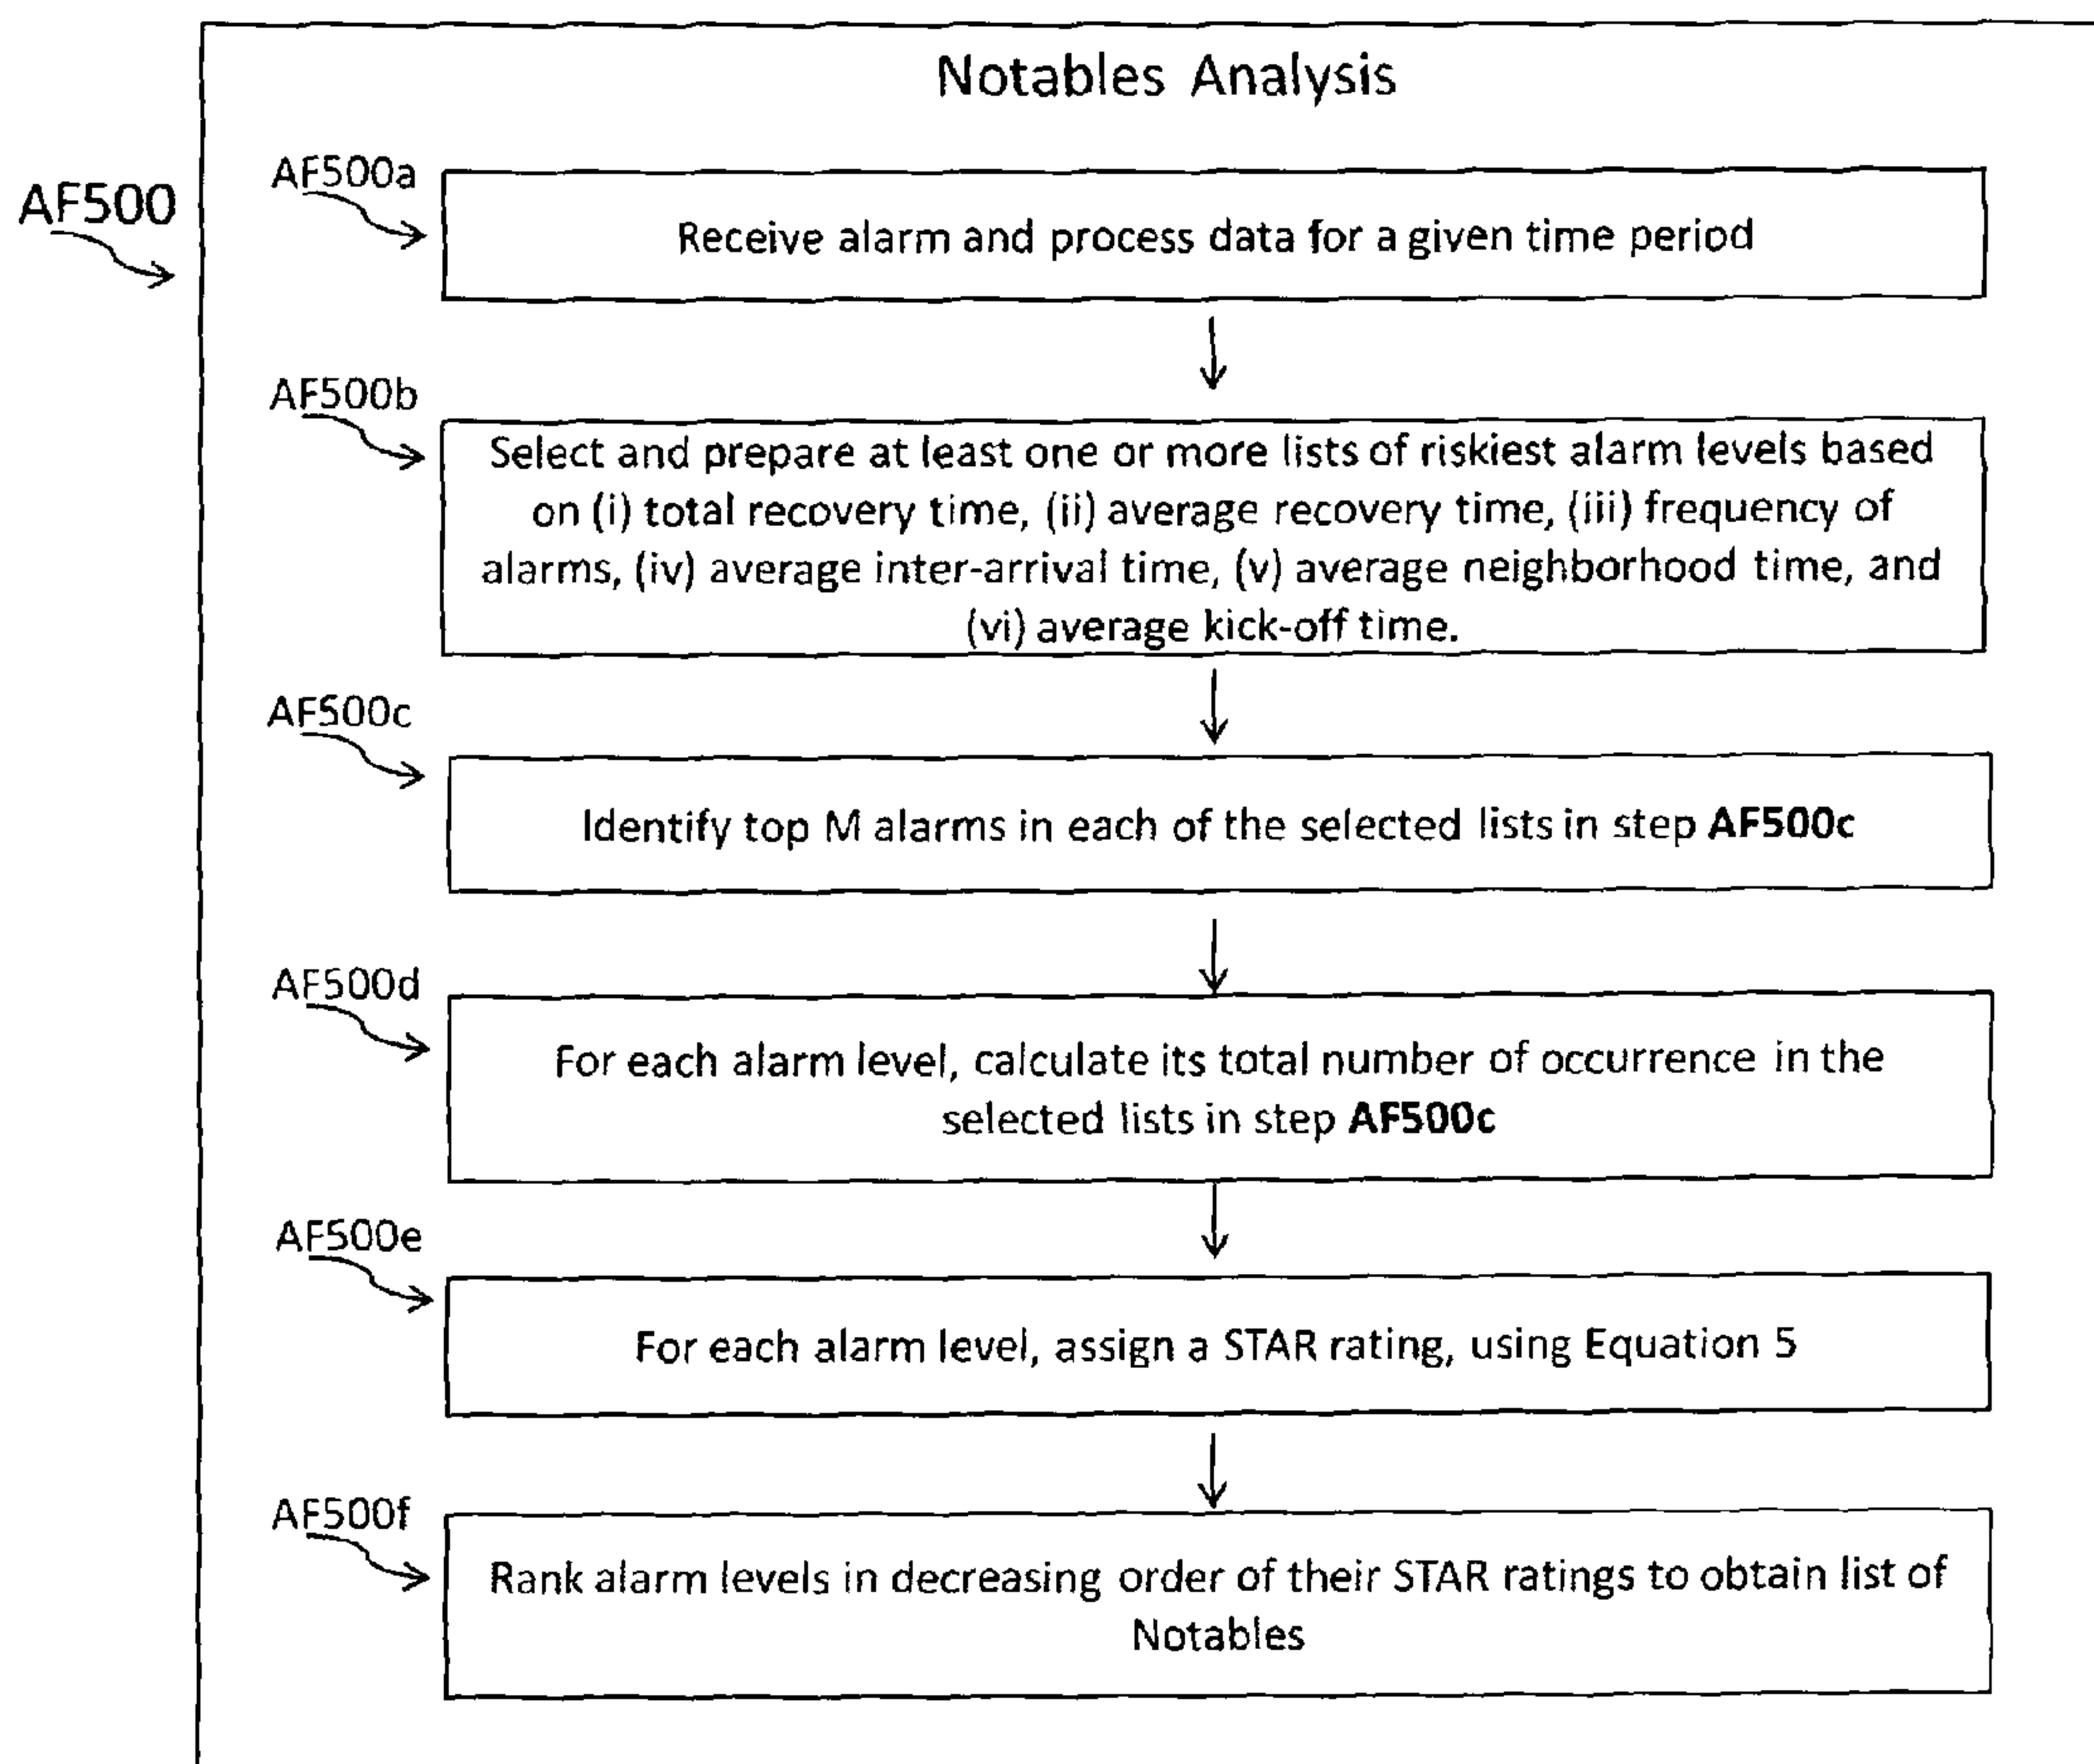 Notables Analysis
AF500
AF500a
Receive alarm and process data for a given time period
AF500b
Select and prepare at least one or more lists of riskiest alarm levels based
on (i) total recovery time, (ii) average recovery time, (iii) frequency of
alarms, (iv) average inter-arrival time, (v) average neighborhood time, and
(vi) average kick-off time.
AF500c
Identify top M alarms in each of the selected lists in step AF500c
AF500d
For each alarm level, calculate its total number of occurrence in the
selected lists in step AF500c
AF500e
For each alarm level, assign a STAR rating, using Equation 5
AF500f
Rank alarm levels in decreasing order of their STAR ratings to obtain list of
Notables